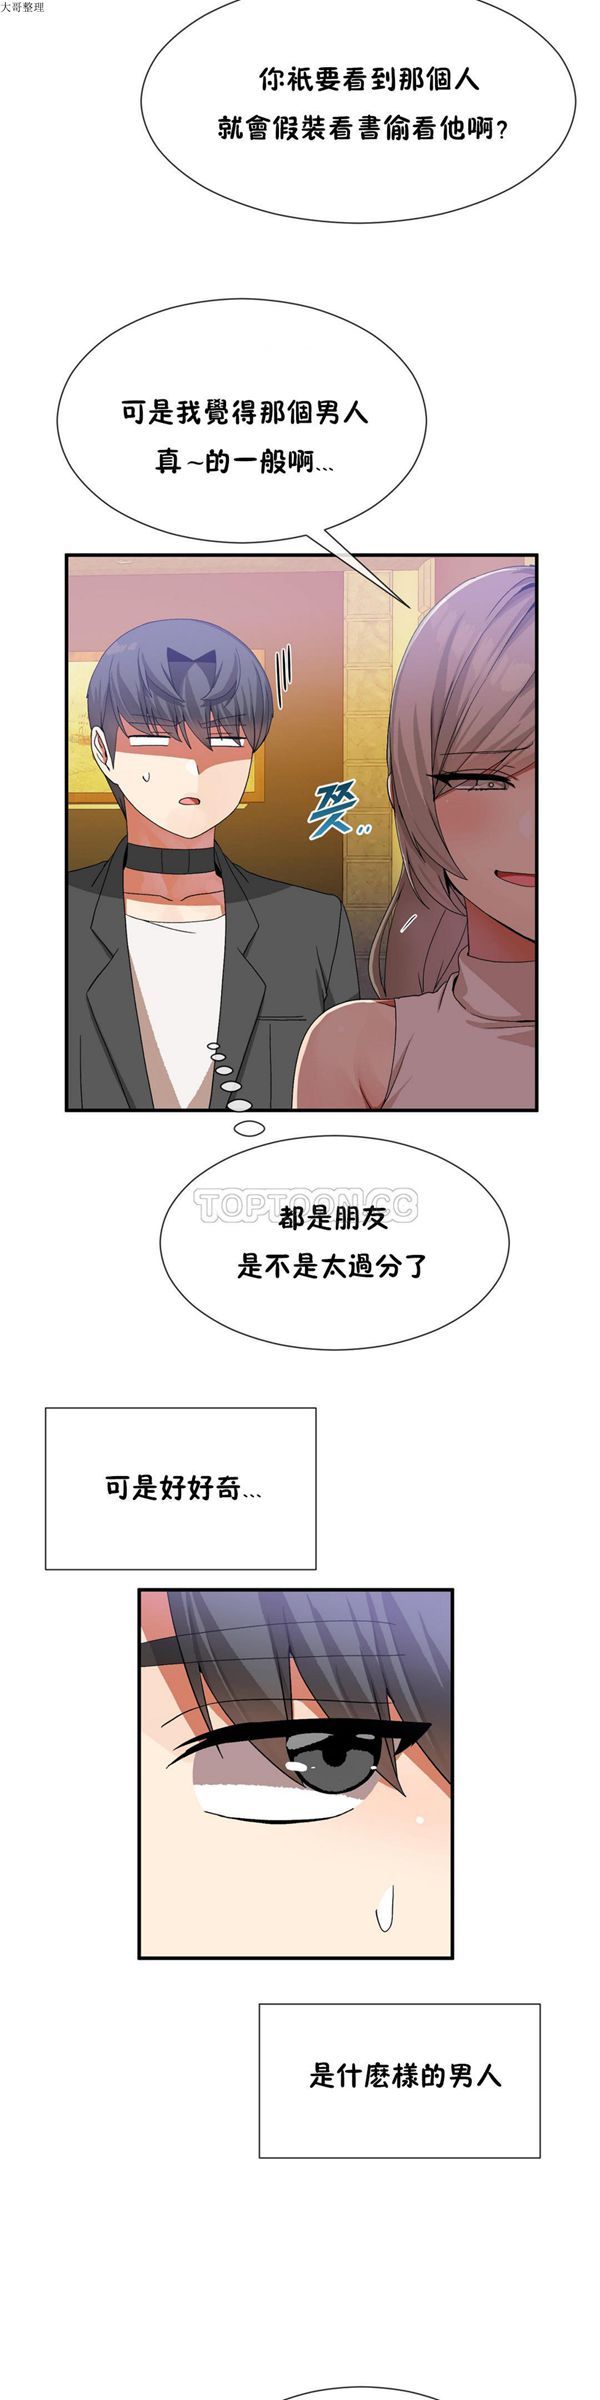 大哥整理
你衹要看到那個人
就會假裝看書偷看他啊?
可是我覺得那個男人
真~的一般啊...
쯧..
TOPTOON.CC
都是朋友
是不是太過分了
可是好好奇...
是什麽樣的男人